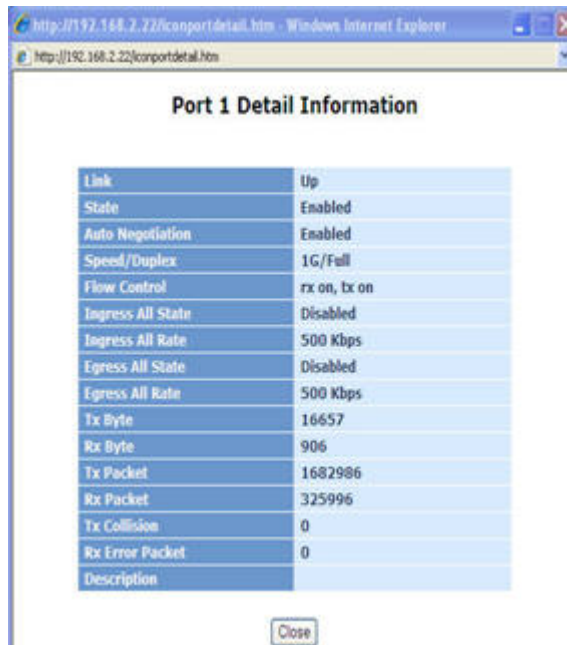 http://192.168.2.22/iconportdetail.htm - Windows Internet Explorer
http://192.168.2.22/iconportdetail.htm
Port 1 Detail Information
Link Up
State Enabled
Auto Negotiation Enabled
Speed/Duplex 1G/Full
Flow Control rx on, tx on
Ingress All State Disabled
Ingress All Rate 500 Kbps
Egress All State Disabled
Egress All Rate 500 Kbps
Tx Byte 16657
Rx Byte 906
Tx Packet 1682986
Rx Packet 325996
Tx Collision 0
Rx Error Packet 0
Description
Close